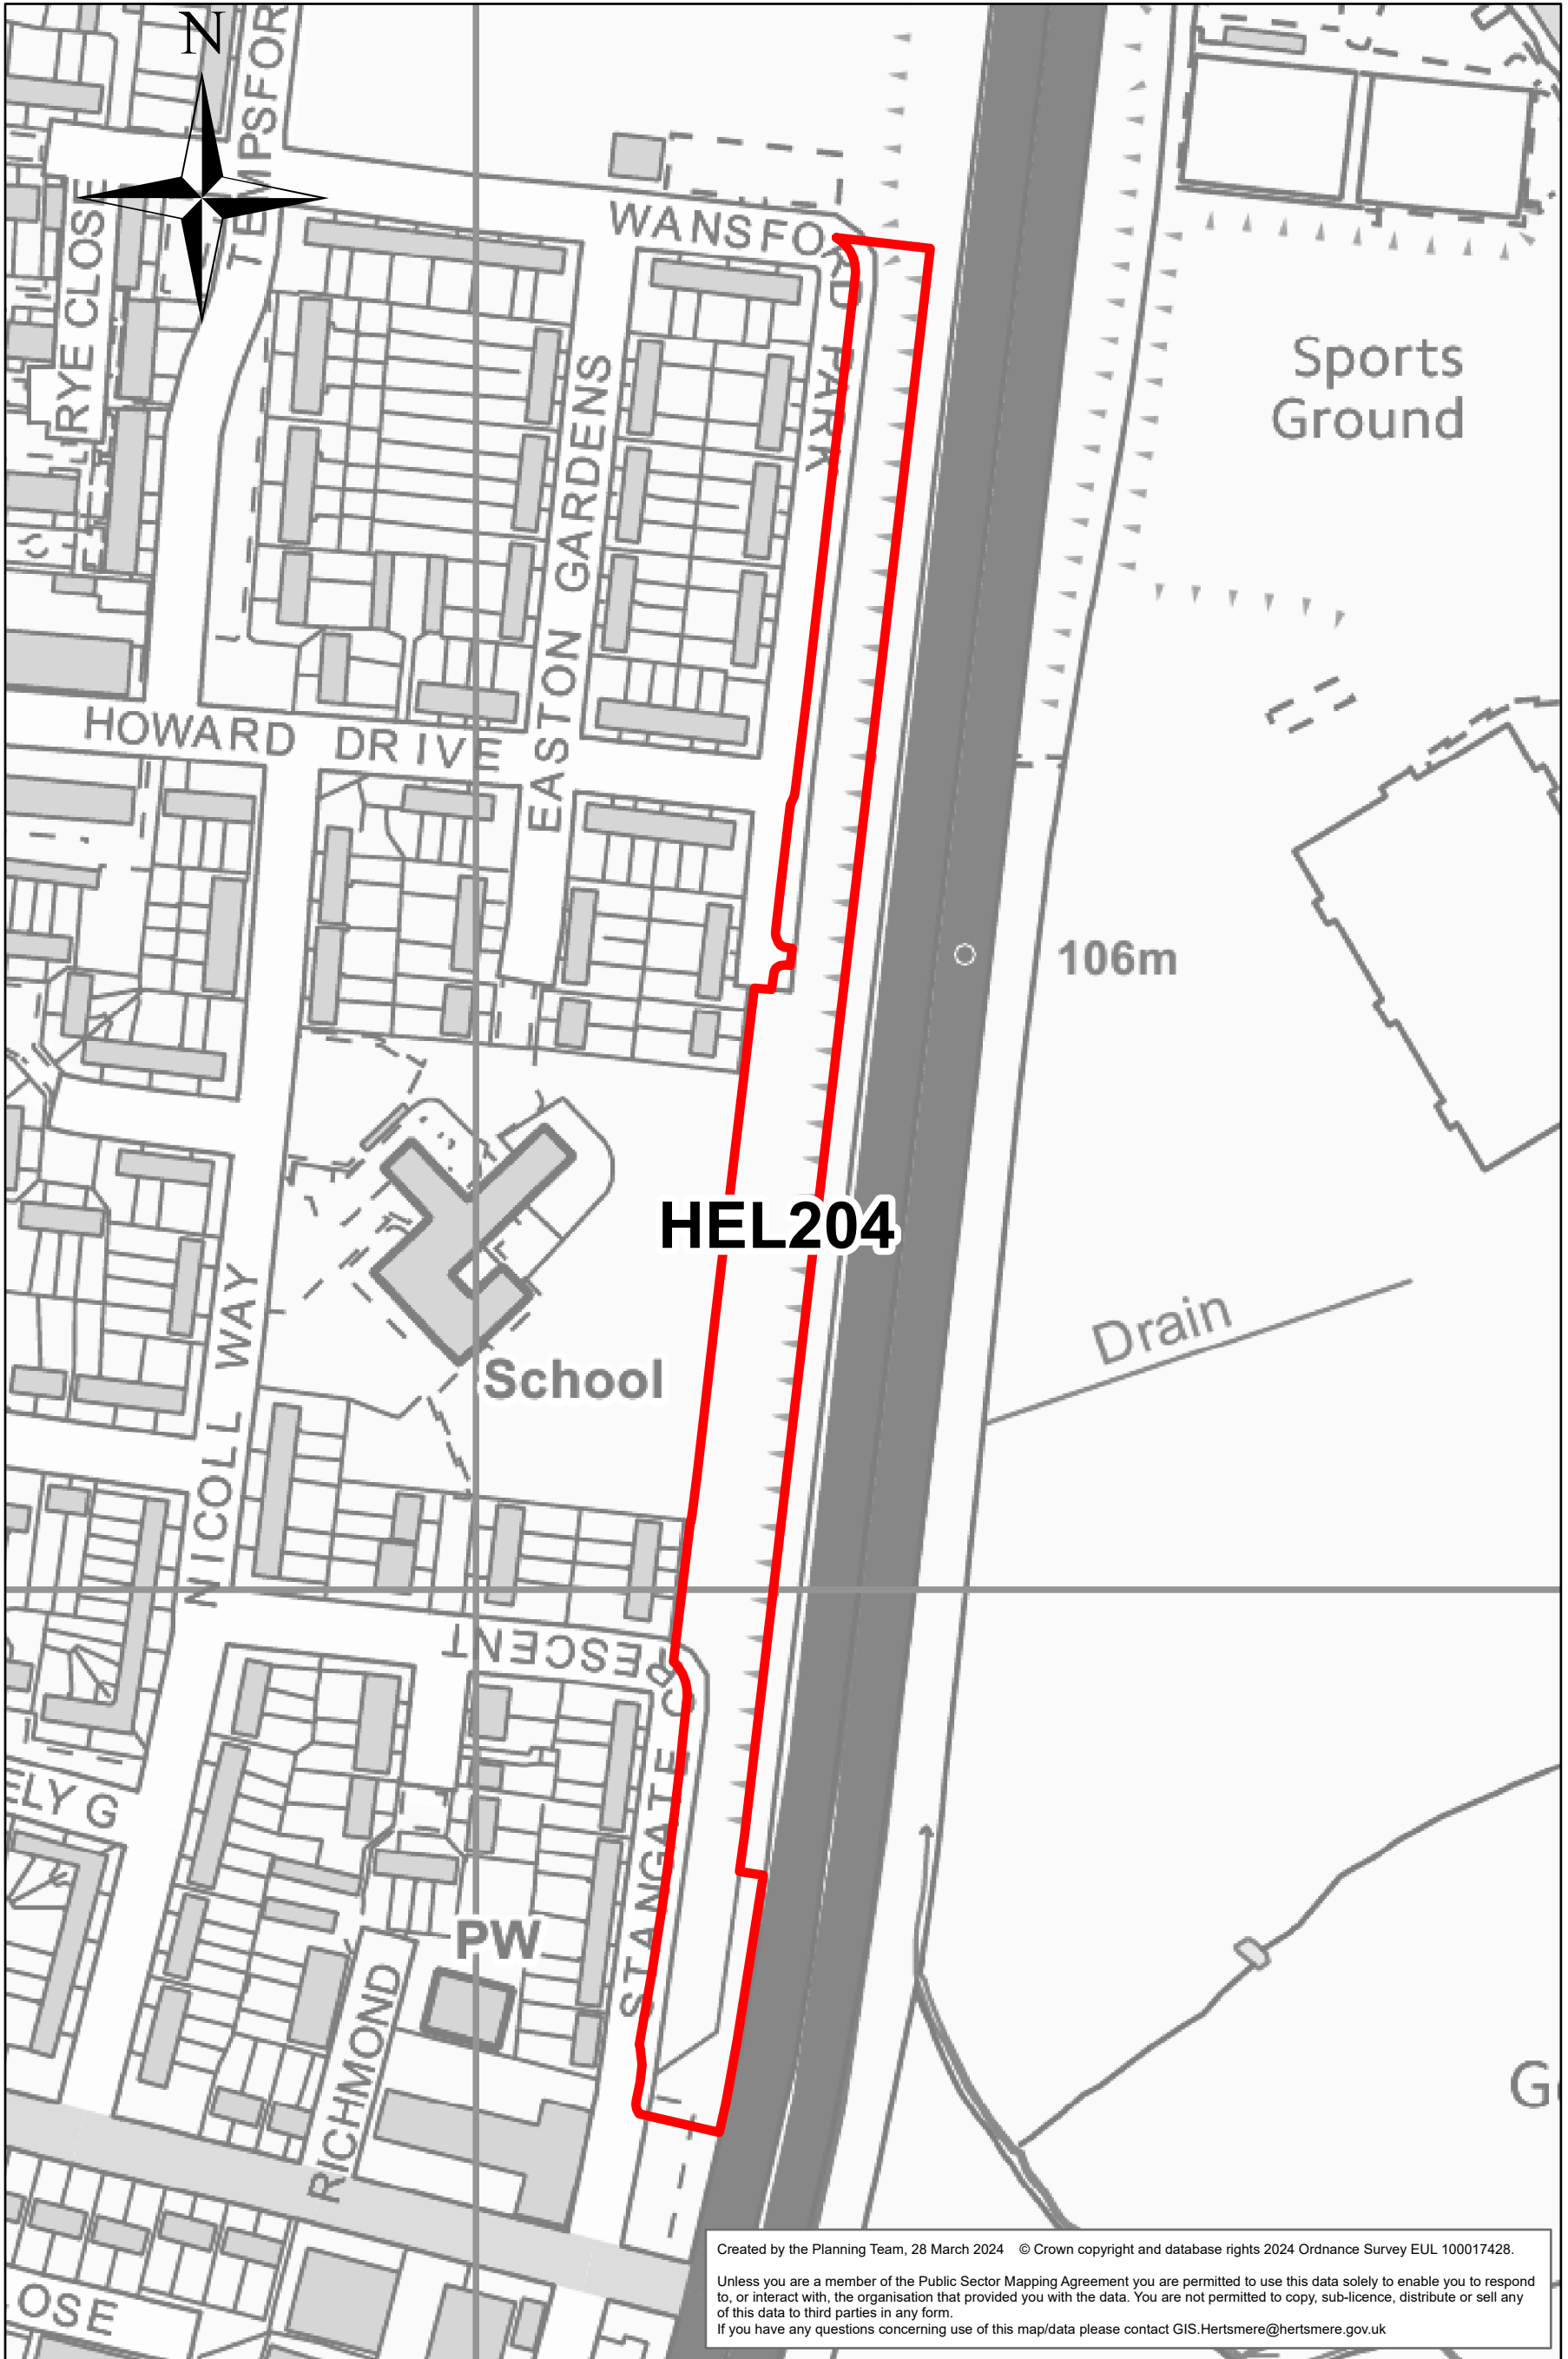 N
TEMPSFOR
WANSFORD PARK
RYE CLOSE
Sports
Ground
EASTON GARDENS
HOWARD DRIVE
106m
HEL204
NICOLL WAY
Drain
School
STANGATE CRESCENT
ELY G
PW
RICHMOND
G
OSE
Created by the Planning Team, 28 March 2024 © Crown copyright and database rights 2024 Ordnance Survey EUL 100017428.
Unless you are a member of the Public Sector Mapping Agreement you are permitted to use this data solely to enable you to respond
to, or interact with, the organisation that provided you with the data. You are not permitted to copy, sub-licence, distribute or sell any
of this data to third parties in any form.
If you have any questions concerning use of this map/data please contact GIS.Hertsmere@hertsmere.gov.uk